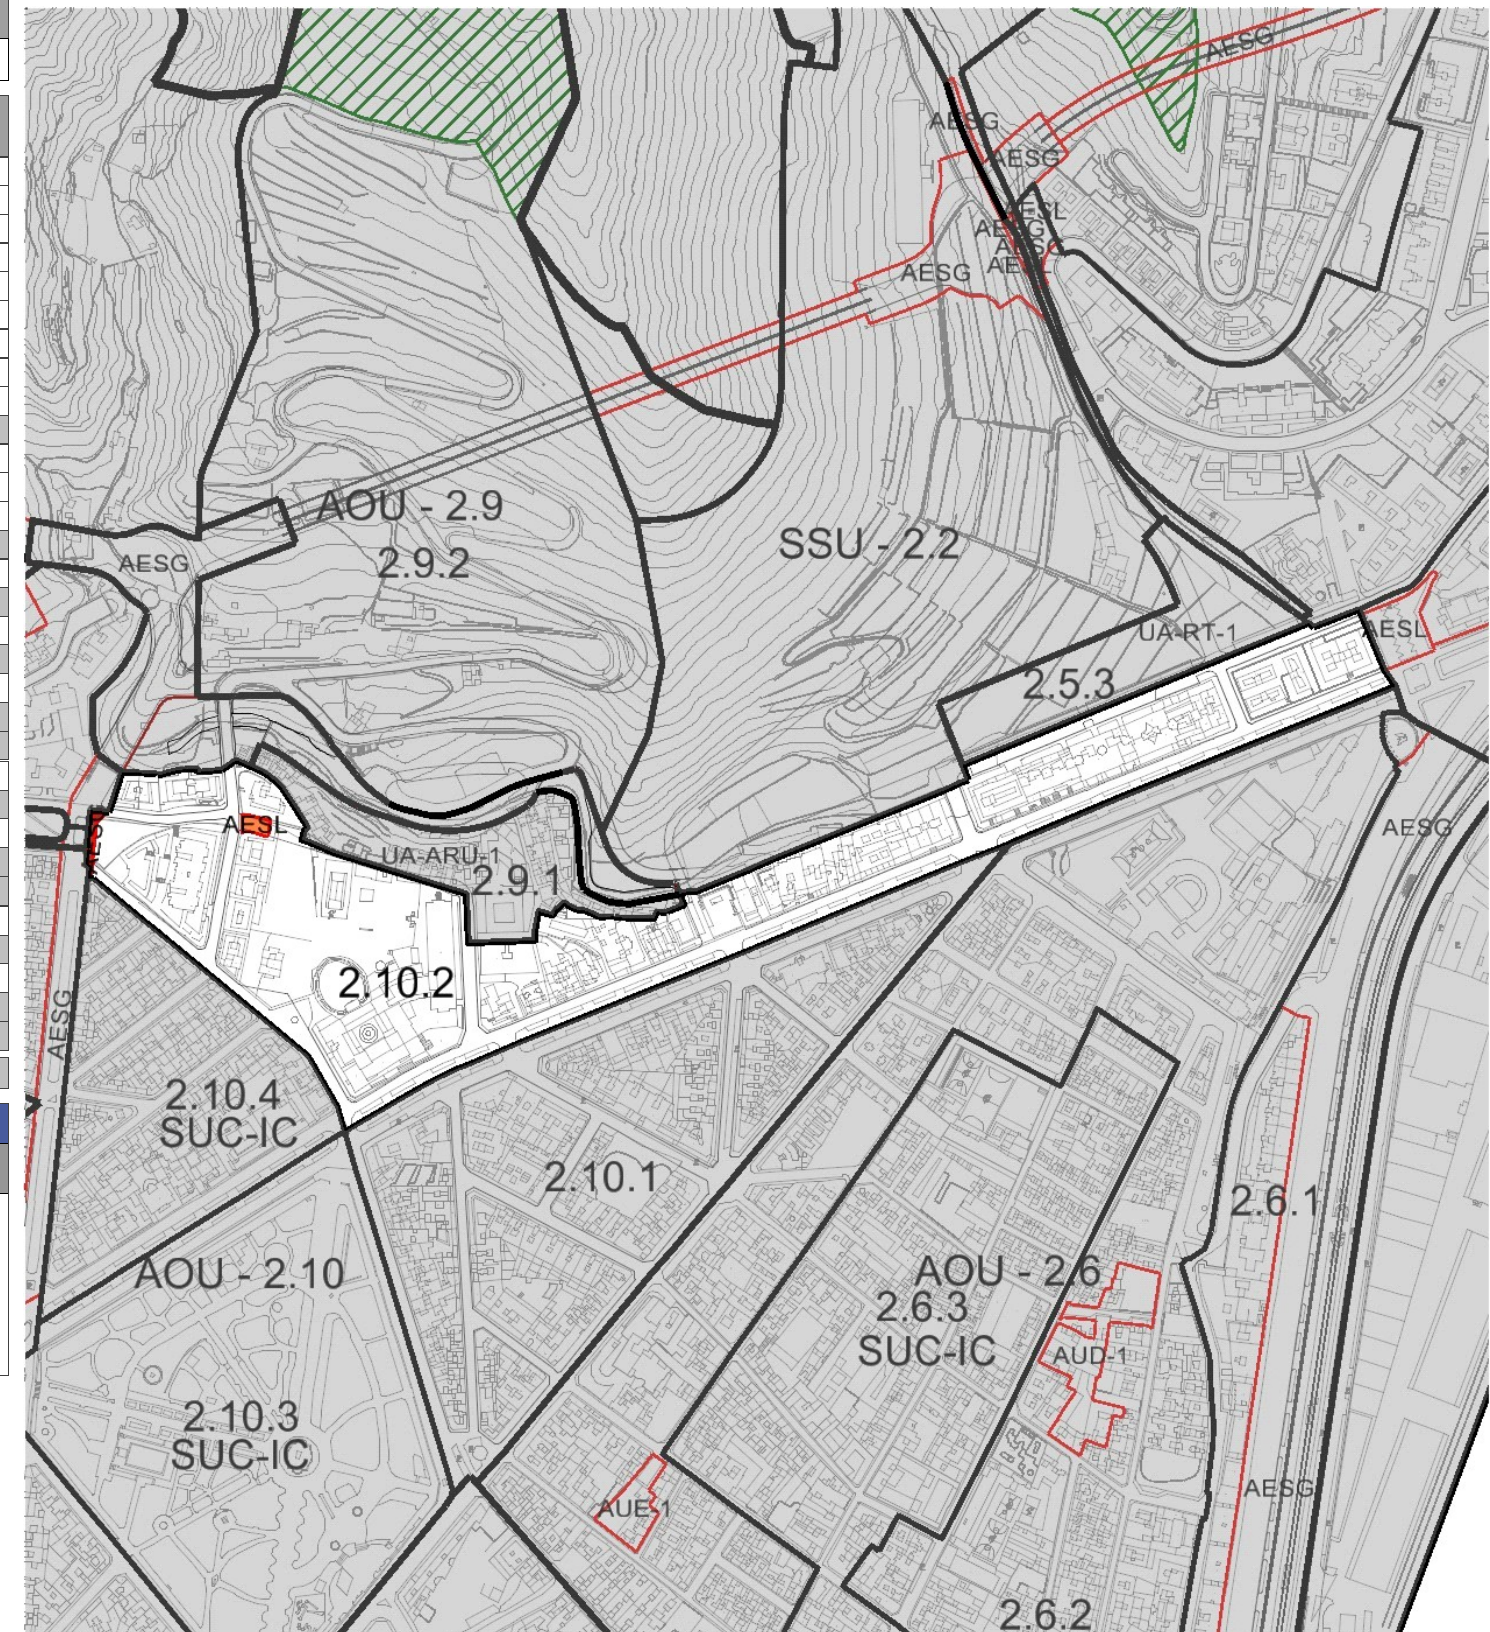 AESG
AESG
AESG
AESL
AESG
AESG
AESG
AOU - 2.9
2.9.2
SSU - 2.2
AESG
UA-RT-1
AESL
2.5.3
AESL
UA-ARU-1
2.9.1
AESG
2.10.2
AESG
2.10.4
SUC-IC
2.10.1
2.6.1
AOU - 2.10
AOU - 2.6
2.6.3
SUC-IC
AUD-1
2.10.3
SUC-IC
AESG
AUE-1
2.6.2